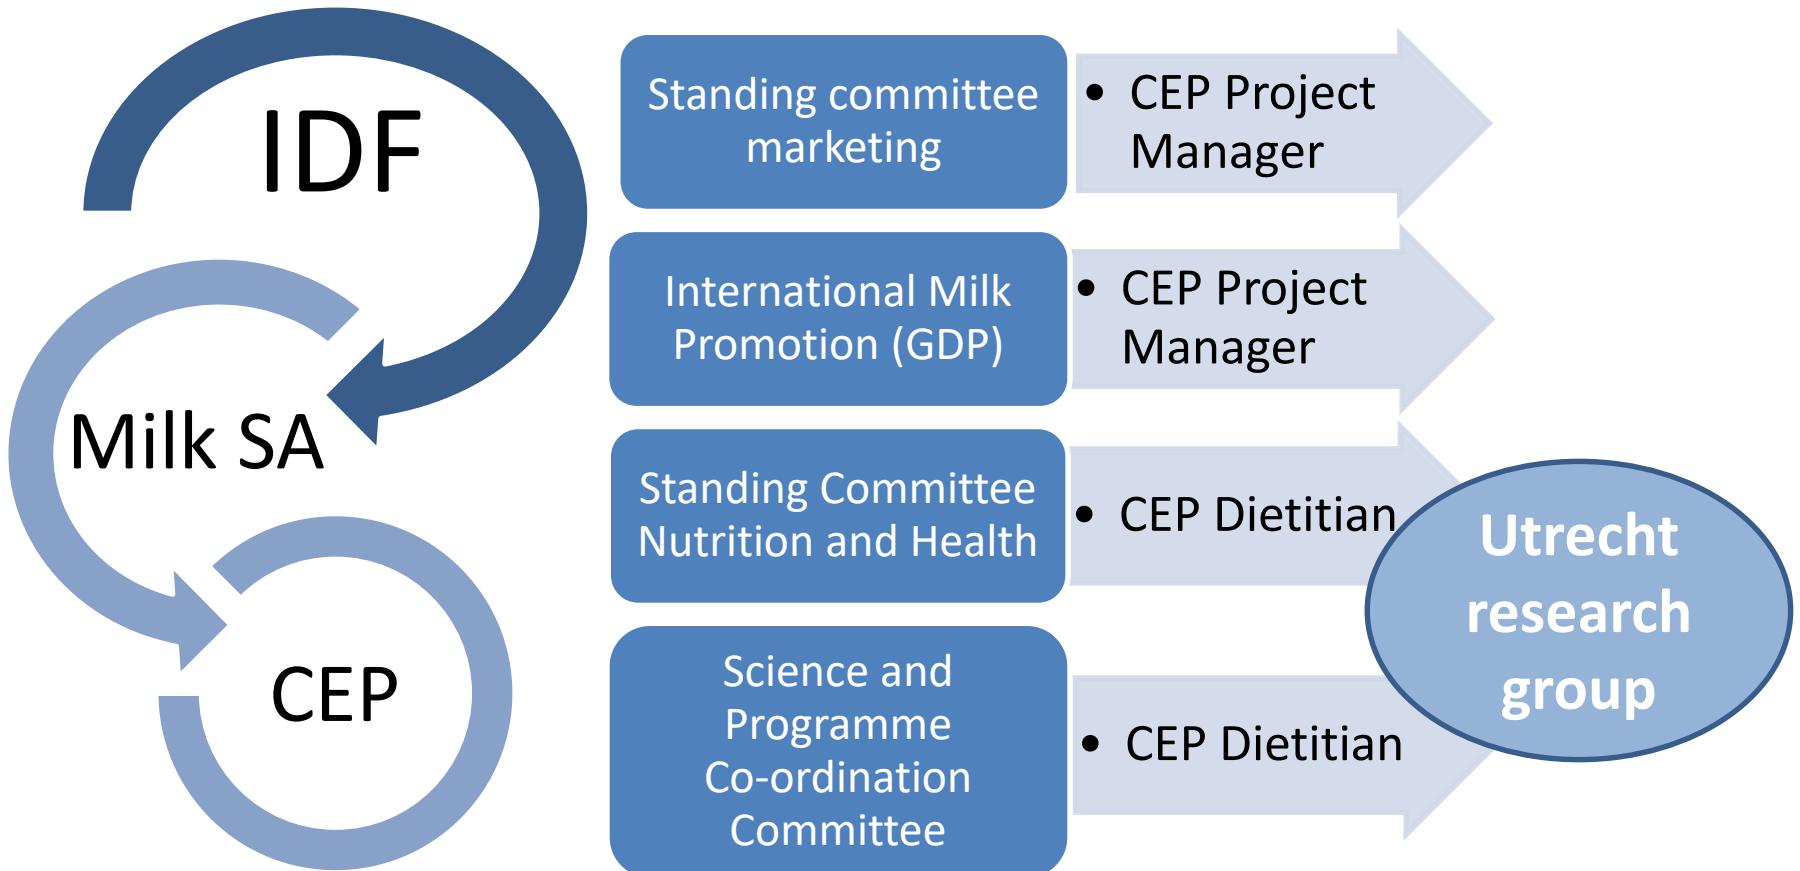 IDF
Milk SA
CEP
Standing committee
marketing
• CEP Project
Manager
International Milk
Promotion (GDP)
• CEP Project
Manager
Standing Committee
Nutrition and Health
• CEP Dietitian
Science and
Programme
Co-ordination
Committee
• CEP Dietitian
Utrecht
research
group